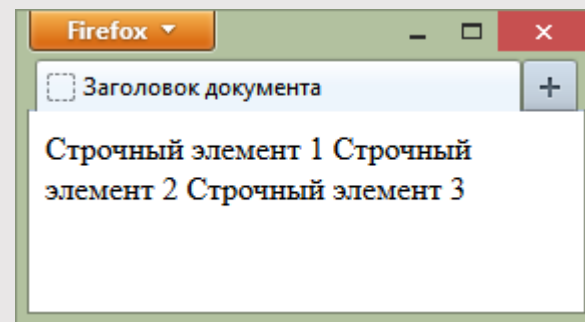 Firefox
Заголовок документа
Строчный элемент 1 Строчный
элемент 2 Строчный элемент 3